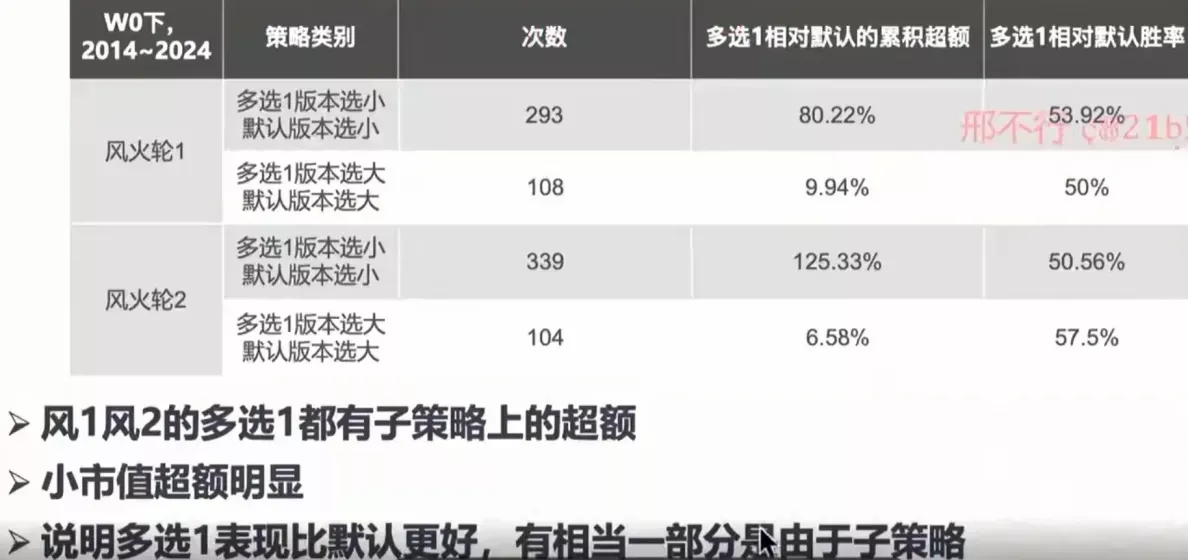 W0下，
2014~2024
策略类别
次数
多选1相对默认的累积超额
多选1相对默认胜率
风火轮1
多选1版本选小
默认版本选小
293
80.22%
53.92%
邢不行
多选1版本选大
默认版本选大
108
9.94%
50%
风火轮2
多选1版本选小
默认版本选小
339
125.33%
50.56%
多选1版本选大
默认版本选大
104
6.58%
57.5%
➢ 风1风2的多选1都有子策略上的超额
➢ 小市值超额明显
➢ 说明多选1表现比默认更好，有相当一部分是由于子策略